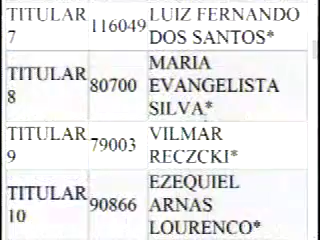 TITULAR 7 116049 LUIZ FERNANDO
DOS SANTOS*
TITULAR 8 80700 MARIA
EVANGELISTA
SILVA*
TITULAR 9 79003 VILMAR
RECZCKI*
TITULAR 10 90866 EZEQUIEL
ARNAS
LOURENCO*